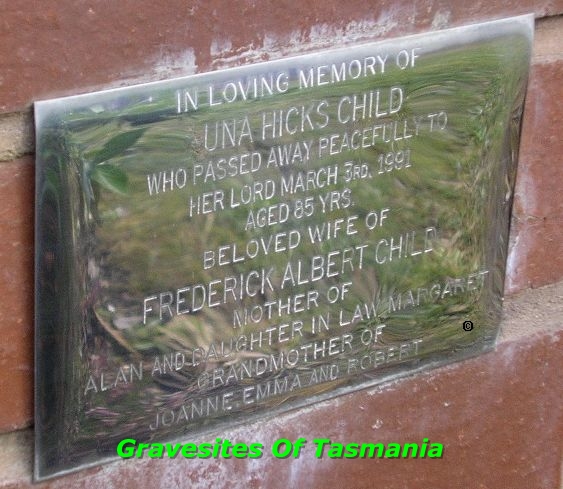 IN LOVING MEMORY OF
UNA HICKS CHILD
WHO PASSED AWAY PEACEFULLY TO
HER LORD MARCH 3RD, 1991
AGED 85 YRS.
BELOVED WIFE OF
FREDERICK ALBERT CHILD
MOTHER OF
ALAN AND DAUGHTER IN LAW MARGARET
GRANDMOTHER OF
JOANNE EMMA AND ROBERT
©
Gravesites Of Tasmania